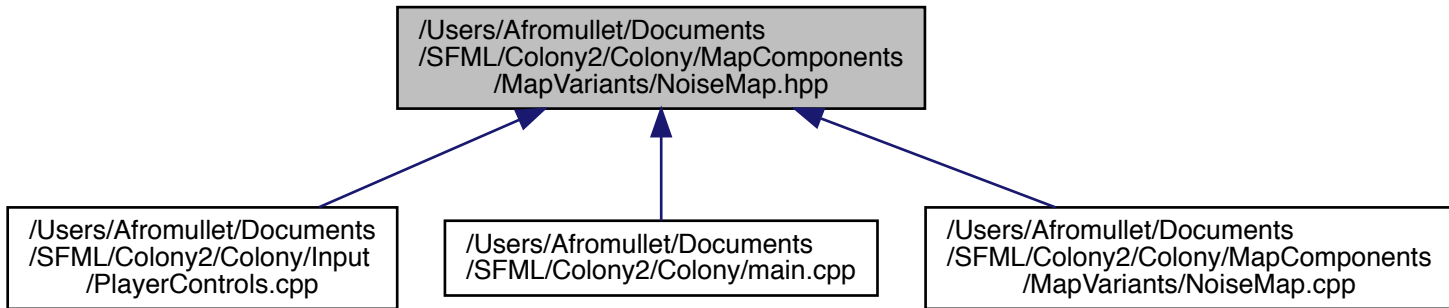 /Users/Afromullet/Documents
/SFML/Colony2/Colony/MapComponents
/MapVariants/NoiseMap.hpp
/Users/Afromullet/Documents
/SFML/Colony2/Colony/Input
/PlayerControls.cpp
/Users/Afromullet/Documents
/SFML/Colony2/Colony/main.cpp
/Users/Afromullet/Documents
/SFML/Colony2/Colony/MapComponents
/MapVariants/NoiseMap.cpp